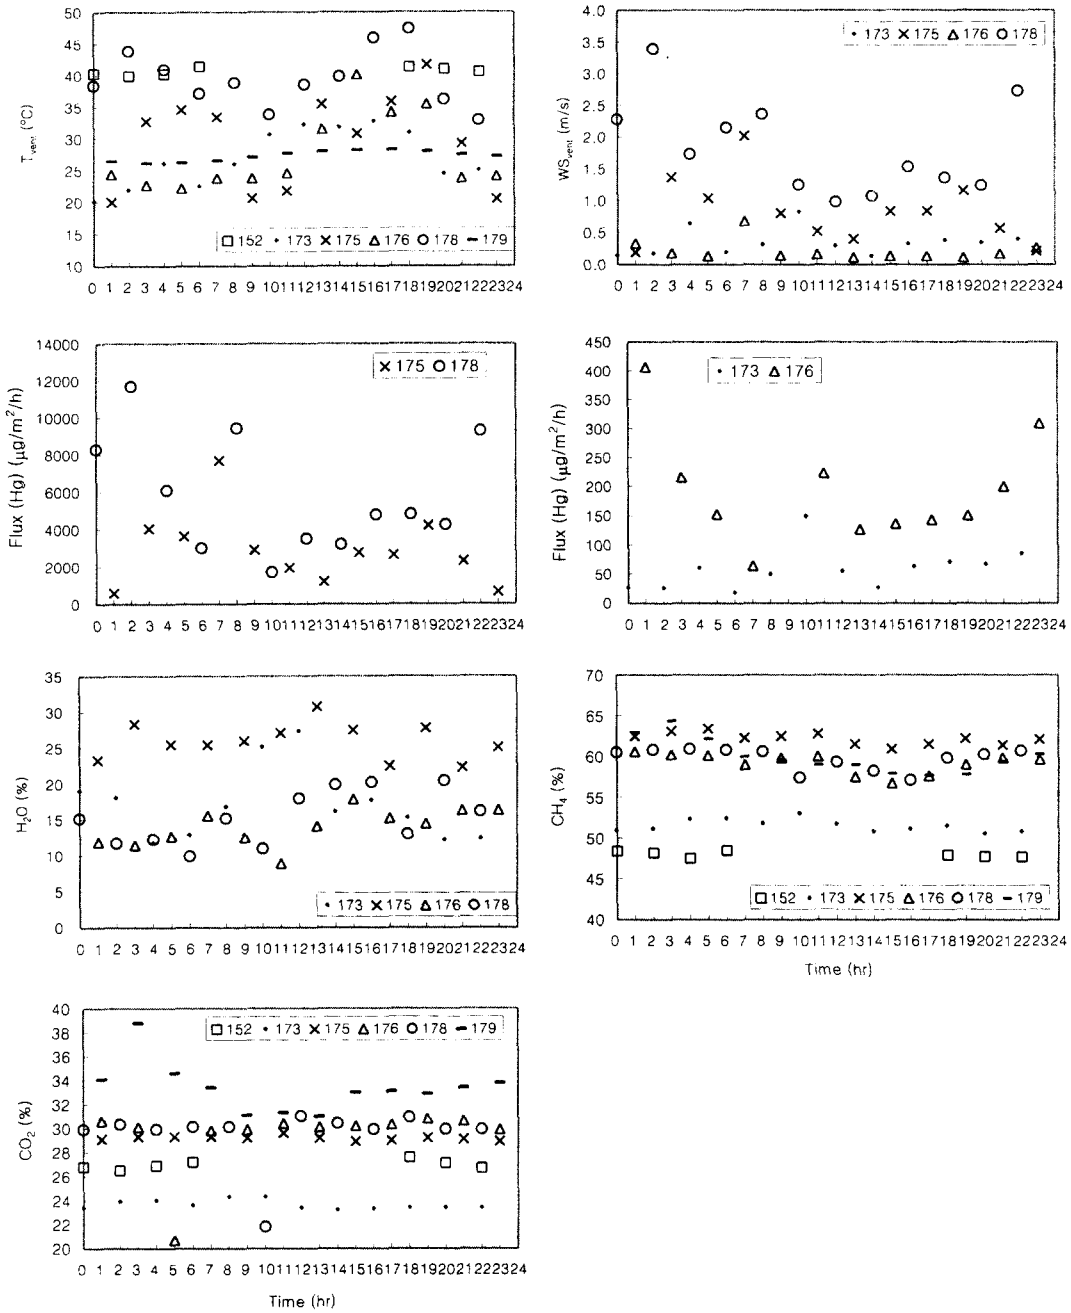 50
45
40
35
30
25
20
15
10
T_vent (°C)
□ 152 · 173 × 175 △ 176 ○ 178 - 179
0 1 2 3 4 5 6 7 8 9 10 11 12 13 14 15 16 17 18 19 20 21 22 23 24
4.0
3.5
3.0
2.5
2.0
1.5
1.0
0.5
0.0
WS_vent (m/s)
· 173 × 175 △ 176 ○ 178
0 1 2 3 4 5 6 7 8 9 10 11 12 13 14 15 16 17 18 19 20 21 22 23 24
14000
12000
10000
8000
6000
4000
2000
0
Flux (Hg) (μg/m²/h)
× 175 ○ 178
0 1 2 3 4 5 6 7 8 9 10 11 12 13 14 15 16 17 18 19 20 21 22 23 24
450
400
350
300
250
200
150
100
50
0
Flux (Hg) (μg/m²/h)
· 173 △ 176
0 1 2 3 4 5 6 7 8 9 10 11 12 13 14 15 16 17 18 19 20 21 22 23 24
35
30
25
20
15
10
5
0
H₂O (%)
· 173 × 175 △ 176 ○ 178
0 1 2 3 4 5 6 7 8 9 10 11 12 13 14 15 16 17 18 19 20 21 22 23 24
70
65
60
55
50
45
40
CH₄ (%)
□ 152 · 173 × 175 △ 176 ○ 178 - 179
0 1 2 3 4 5 6 7 8 9 10 11 12 13 14 15 16 17 18 19 20 21 22 23 24
Time (hr)
40
38
36
34
32
30
28
26
24
22
20
CO₂ (%)
□ 152 · 173 × 175 △ 176 ○ 178 - 179
0 1 2 3 4 5 6 7 8 9 10 11 12 13 14 15 16 17 18 19 20 21 22 23 24
Time (hr)